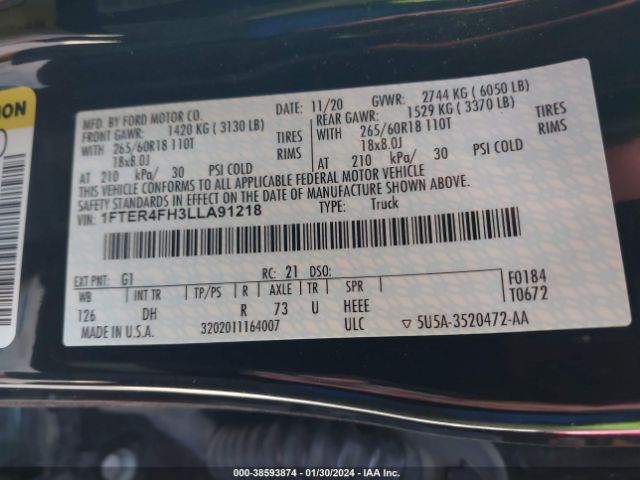 ION
MFD. BY FORD MOTOR CO. DATE: 11/20 GVWR: 2744 KG ( 6050 LB)
FRONT GAWR: 1420 KG ( 3130 LB) REAR GAWR: 1529 KG ( 3370 LB)
WITH 265/60R18 110T TIRES WITH 265/60R18 110T TIRES
18x8.0J RIMS 18x8.0J RIMS
AT 210 kPa/ 30 PSI COLD AT 210 kPa/ 30 PSI COLD
THIS VEHICLE CONFORMS TO ALL APPLICABLE FEDERAL MOTOR VEHICLE
SAFETY STANDARDS IN EFFECT ON THE DATE OF MANUFACTURE SHOWN ABOVE.
VIN: 1FTER4FH3LLA91218 TYPE: Truck
EXT PNT: G1 RC: 21 DSO: F0184
WB INT TR TP/PS R AXLE TR SPR T0672
126 DH R 73 U HEEE
MADE IN U.S.A. 3202011164007 ULC ▽ 5U5A-3520472-AA
000-38593874 | 01/30/2024 | IAA Inc.